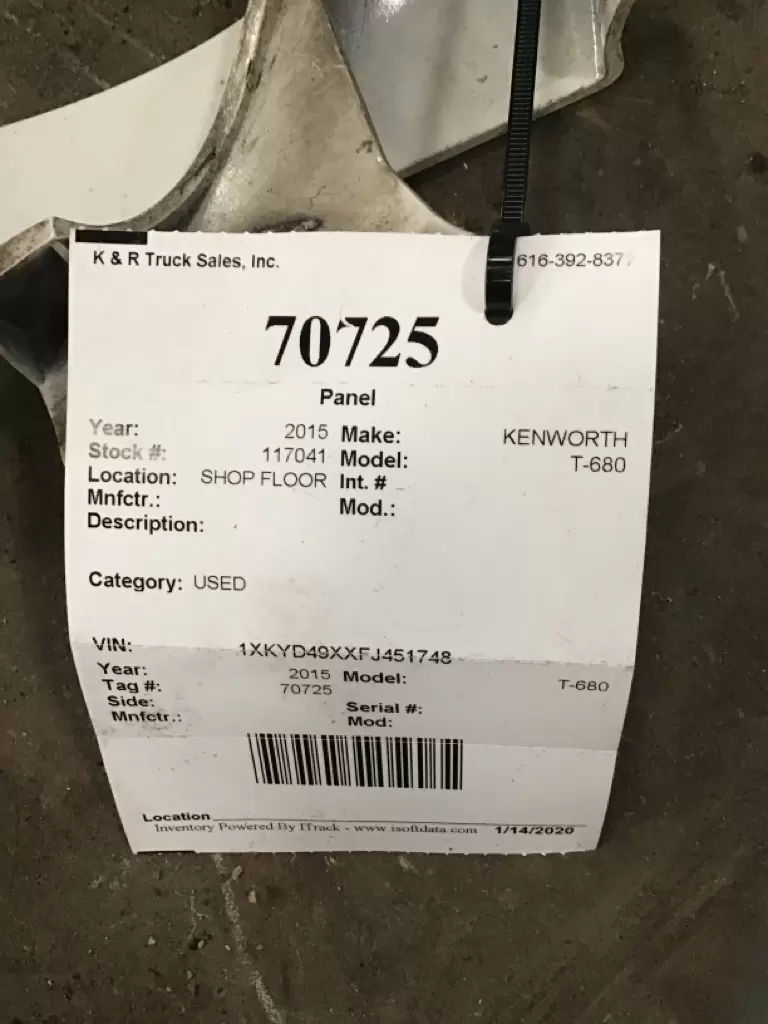 K & R Truck Sales, Inc. 616-392-8377
70725
Panel
Year: 2015 Make: KENWORTH
Stock #: 117041 Model: T-680
Location: SHOP FLOOR Int. #
Mnfctr.: Mod.:
Description:
Category: USED
VIN: 1XKYD49XXFJ451748
Year: 2015 Model: T-680
Tag #: 70725
Side: Serial #:
Mnfctr.: Mod:
Location
Inventory Powered By ITrack - www.isoftdata.com 1/14/2020